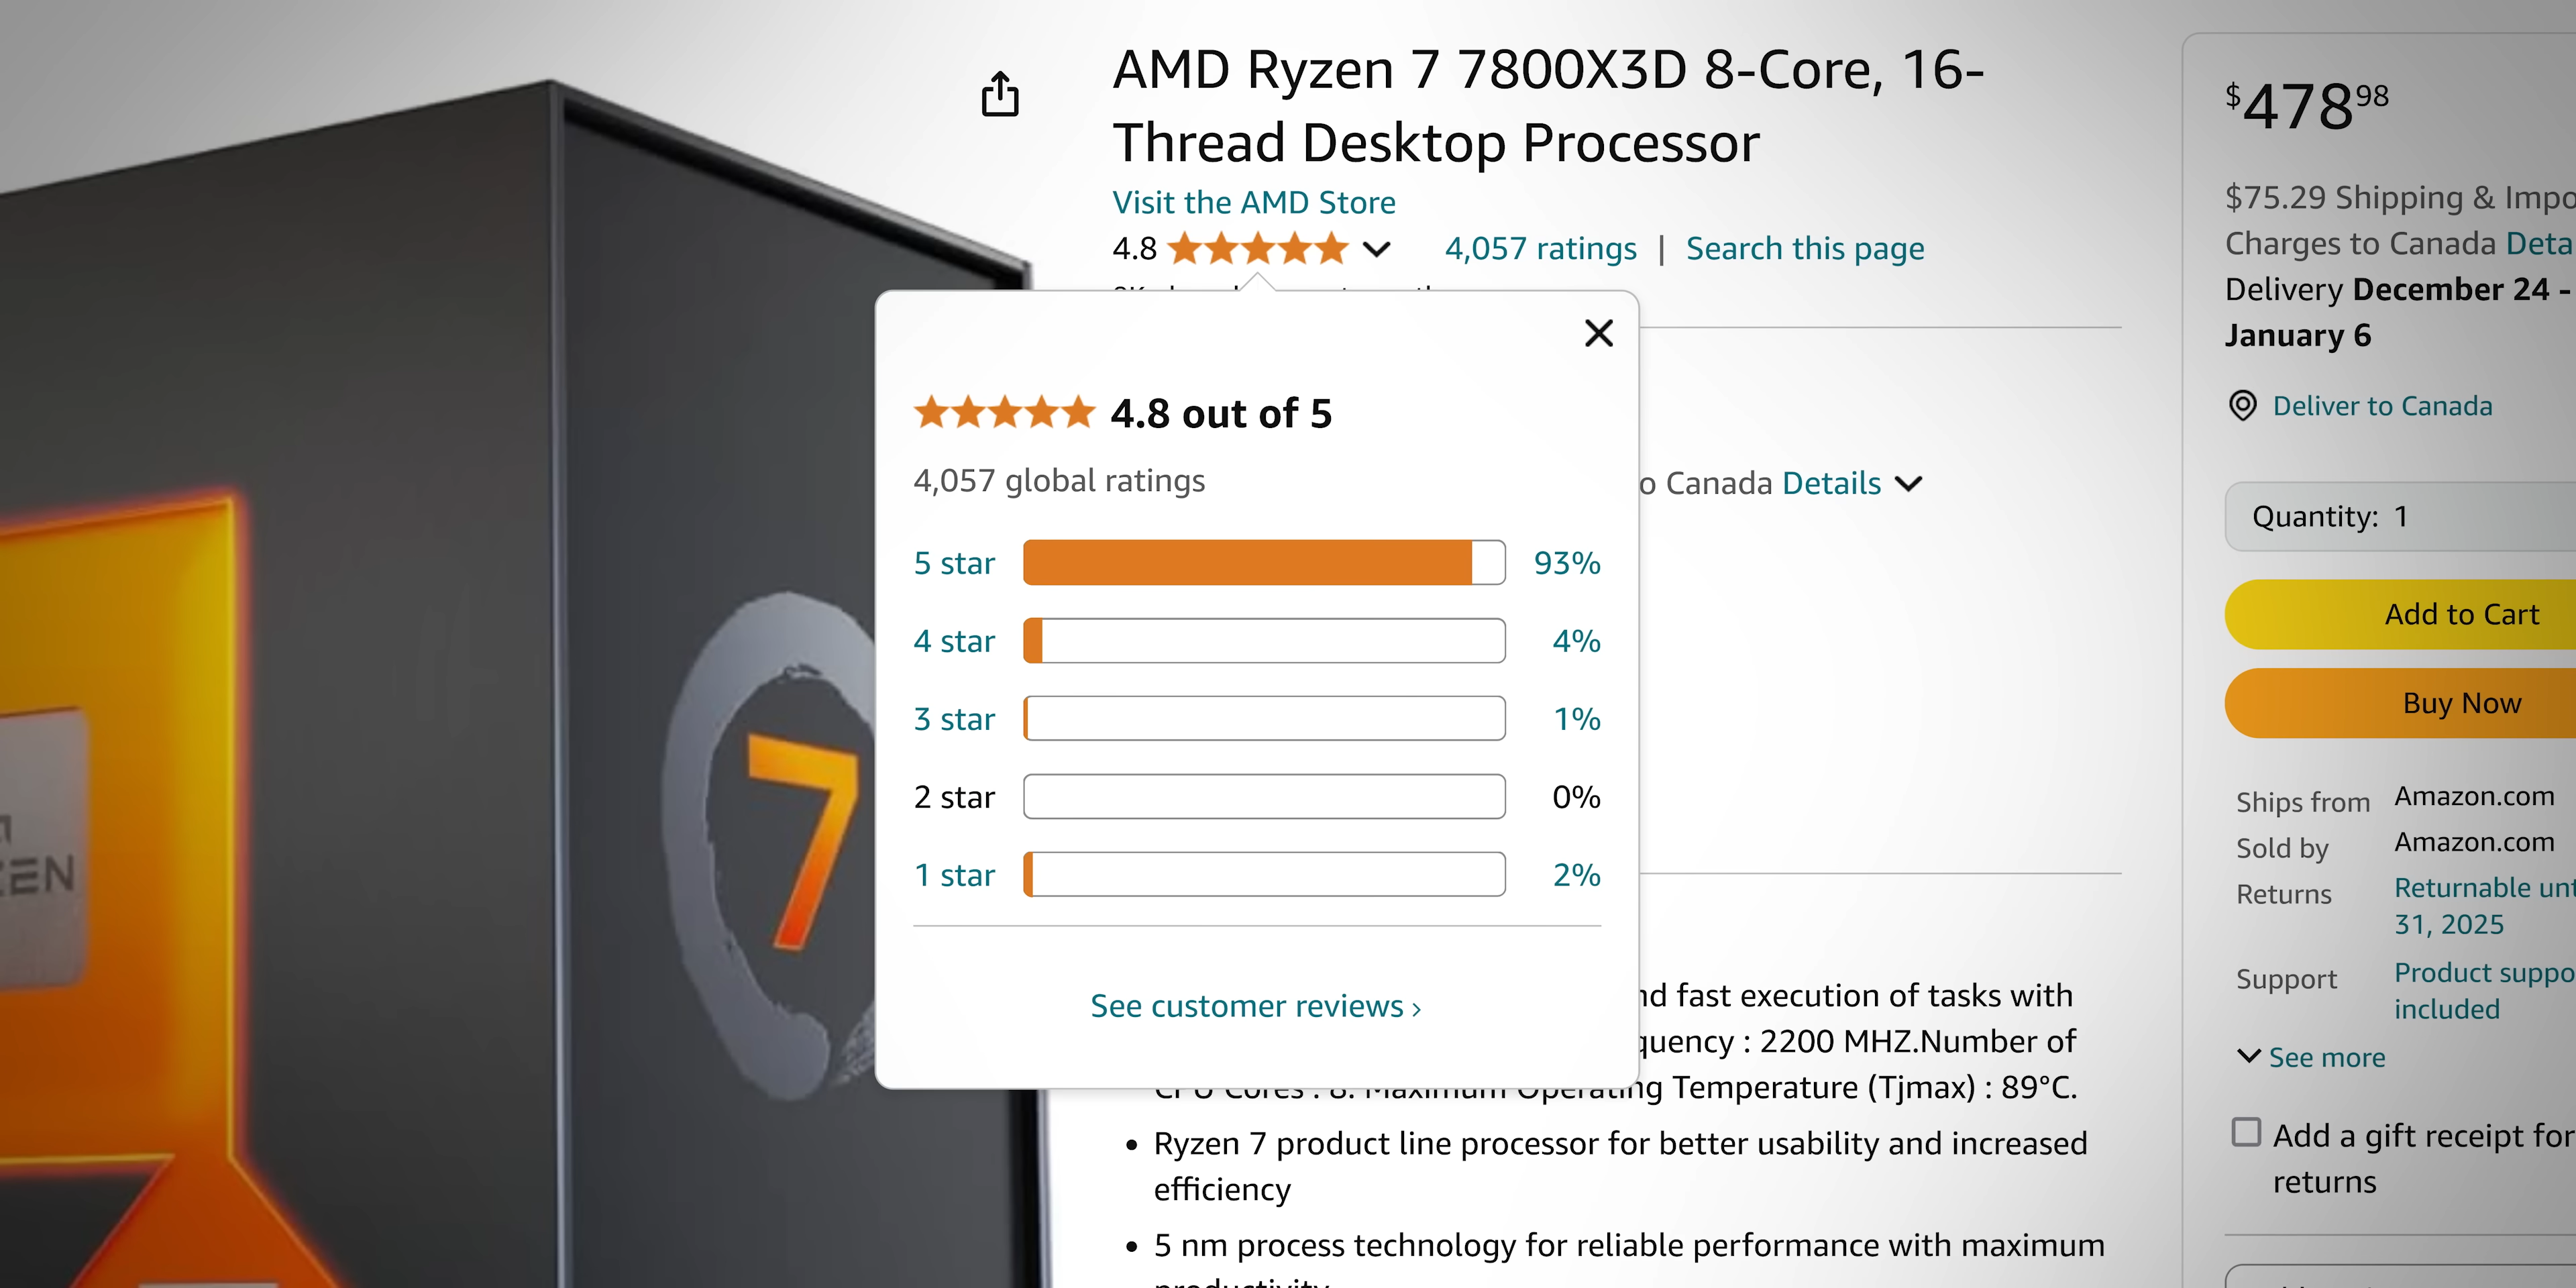 AMD Ryzen 7 7800X3D 8-Core, 16-
Thread Desktop Processor
Visit the AMD Store
4.8
4,057 ratings | Search this page
4.8 out of 5
4,057 global ratings
5 star 93%
4 star 4%
3 star 1%
2 star 0%
1 star 2%
See customer reviews ›
o Canada Details
nd fast execution of tasks with
quency : 2200 MHZ.Number of
CPU Cores : 8. Maximum Operating Temperature (Tjmax) : 89°C.
• Ryzen 7 product line processor for better usability and increased
efficiency
• 5 nm process technology for reliable performance with maximum
productivity
$478.98
$75.29 Shipping & Impo
Charges to Canada Deta
Delivery December 24 -
January 6
Deliver to Canada
Quantity: 1
Add to Cart
Buy Now
Ships from Amazon.com
Sold by Amazon.com
Returns Returnable unt
31, 2025
Support Product suppo
included
See more
Add a gift receipt for
returns
7
ZEN